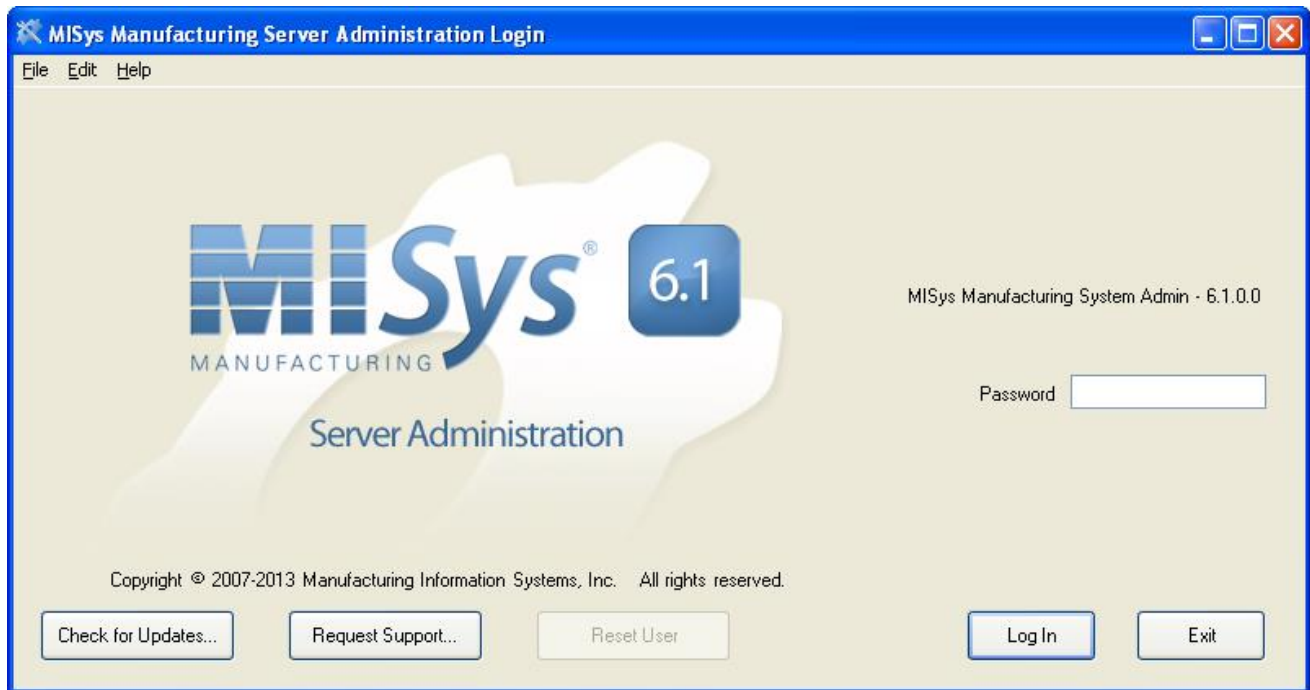 MISys Manufacturing Server Administration Login
File Edit Help
MISys® 6.1
MANUFACTURING
Server Administration
MISys Manufacturing System Admin - 6.1.0.0
Password
Copyright © 2007-2013 Manufacturing Information Systems, Inc. All rights reserved.
Check for Updates... Request Support... Reset User Log In Exit